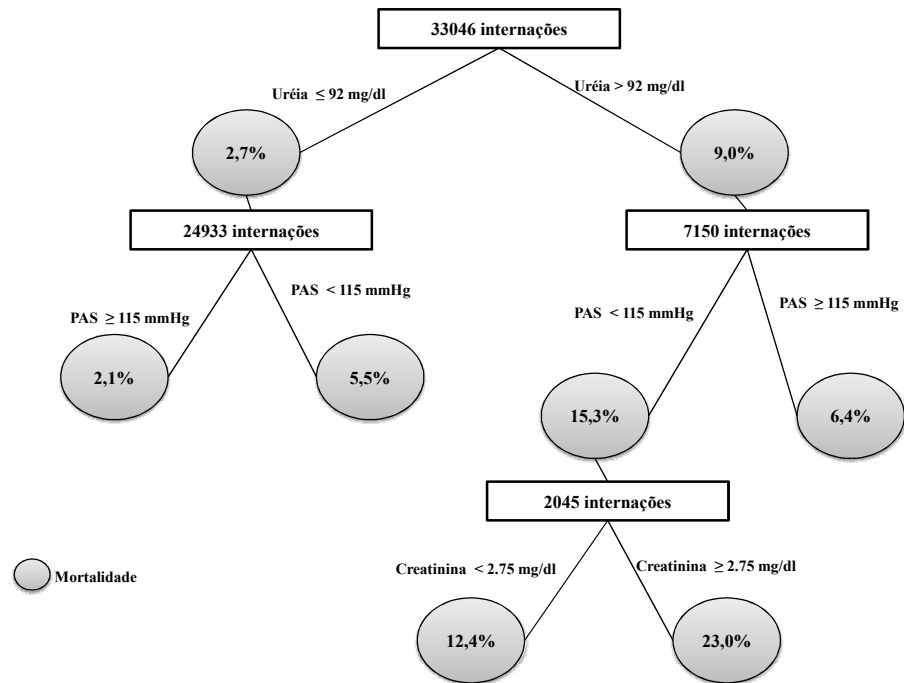 33046 internações
Uréia ≤ 92 mg/dl
Uréia > 92 mg/dl
2,7%
9,0%
24933 internações
7150 internações
PAS ≥ 115 mmHg
PAS < 115 mmHg
PAS < 115 mmHg
PAS ≥ 115 mmHg
2,1%
5,5%
15,3%
6,4%
2045 internações
Mortalidade
Creatinina < 2.75 mg/dl
Creatinina ≥ 2.75 mg/dl
12,4%
23,0%